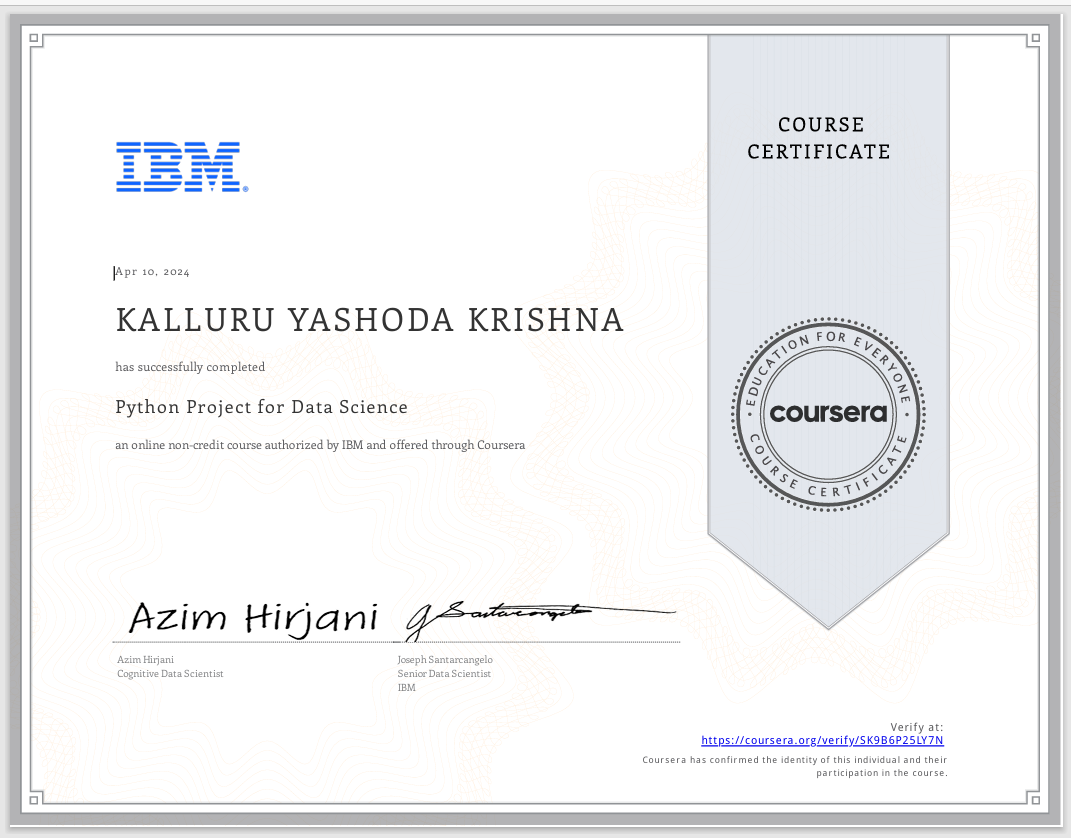 COURSE
CERTIFICATE
IBM®
Apr 10, 2024
KALLURU YASHODA KRISHNA
has successfully completed
Python Project for Data Science
an online non-credit course authorized by IBM and offered through Coursera
EDUCATION FOR EVERYONE
coursera
COURSE CERTIFICATE
Azim Hirjani
J Santarcangelo
Azim Hirjani
Cognitive Data Scientist
Joseph Santarcangelo
Senior Data Scientist
IBM
Verify at:
https://coursera.org/verify/SK9B6P25LY7N
Coursera has confirmed the identity of this individual and their
participation in the course.